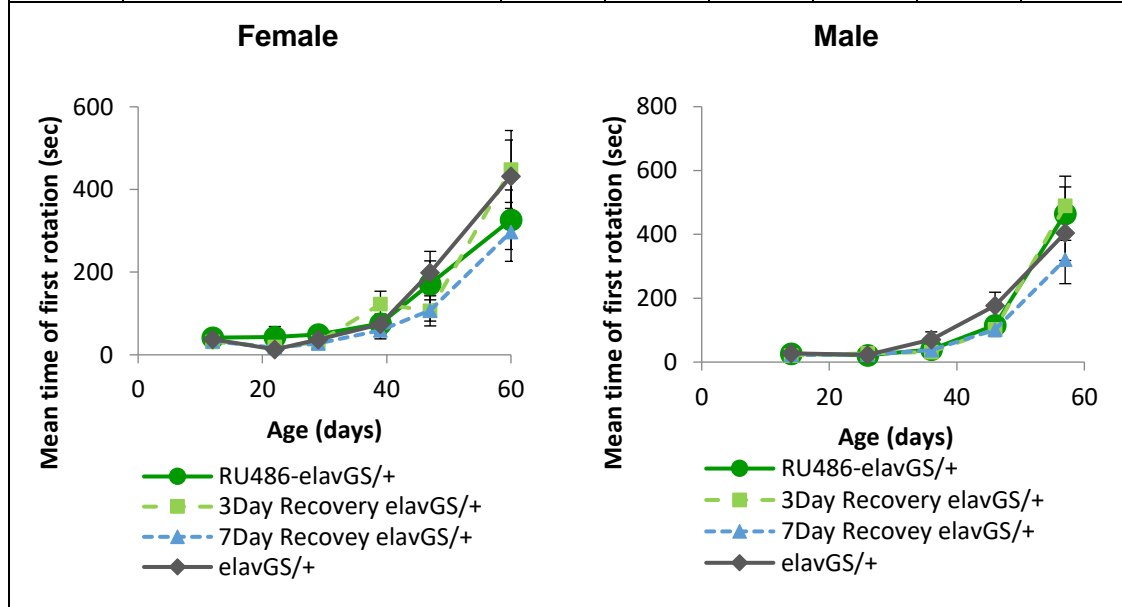 Female
Mean time of first rotation (sec)
600
400
200
0
0
20
40
60
Age (days)
RU486-elavGS/+
3Day Recovery elavGS/+
7Day Recovey elavGS/+
elavGS/+
Male
Mean time of first rotation (sec)
800
600
400
200
0
0
20
40
60
Age (days)
RU486-elavGS/+
3Day Recovery elavGS/+
7Day Recovey elavGS/+
elavGS/+